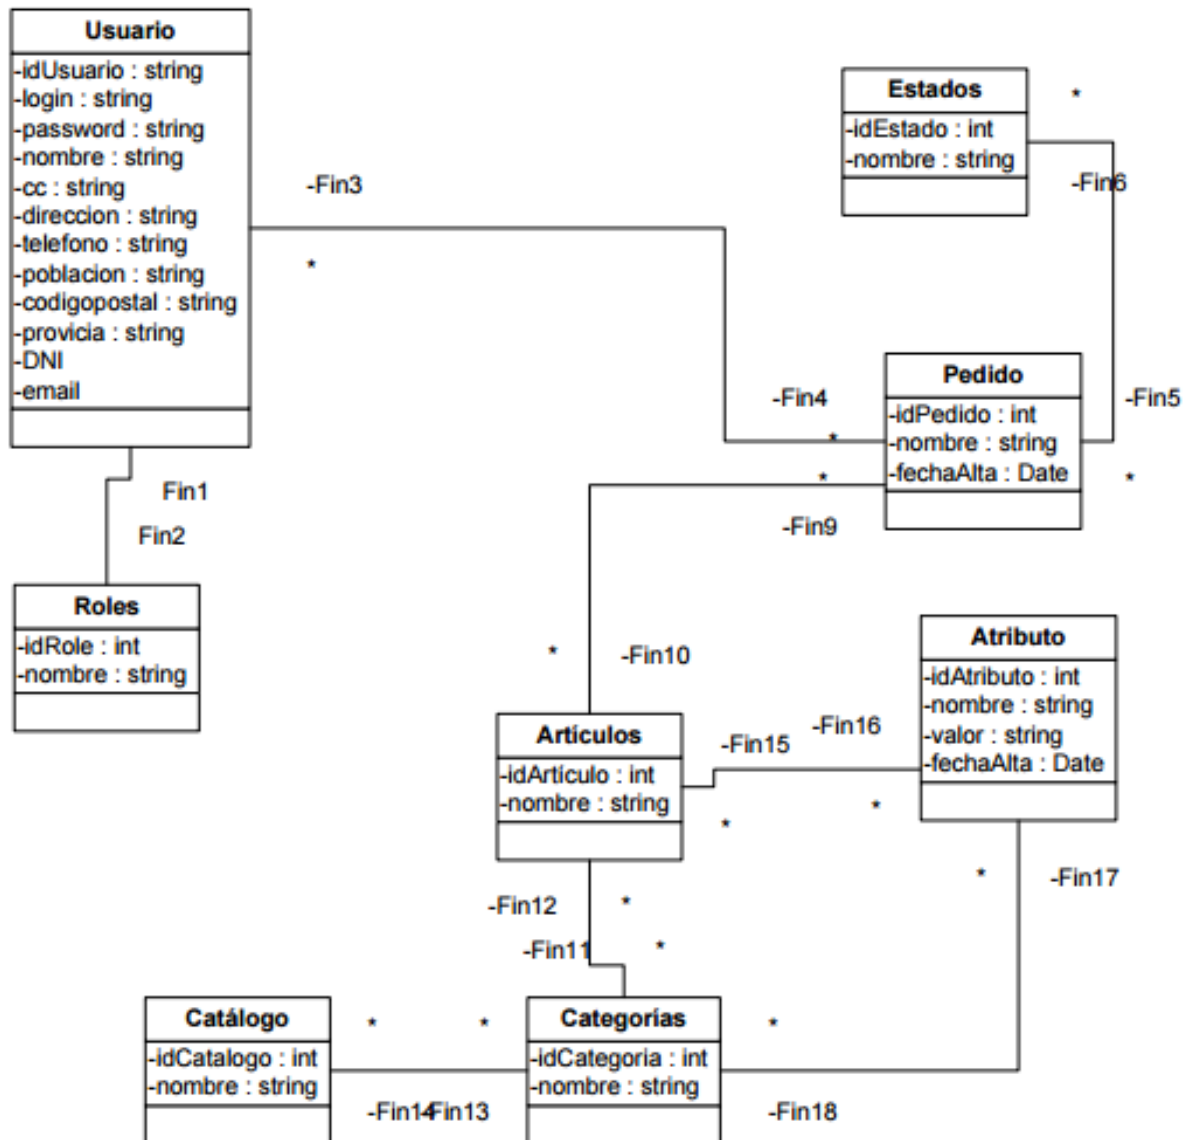 Usuario
-idUsuario : string
-login : string
-password : string
-nombre : string
-cc : string
-direccion : string
-telefono : string
-poblacion : string
-codigopostal : string
-provicia : string
-DNI
-email
Estados
-idEstado : int
-nombre : string
*
-Fin6
-Fin3
*
Pedido
-idPedido : int
-nombre : string
-fechaAlta : Date
-Fin4
*
-Fin5
*
*
-Fin9
Fin1
Fin2
Roles
-idRole : int
-nombre : string
*
-Fin10
Artículos
-idArtículo : int
-nombre : string
Atributo
-idAtributo : int
-nombre : string
-valor : string
-fechaAlta : Date
-Fin15
-Fin16
*
*
-Fin12
*
-Fin11
*
*
-Fin17
Catálogo
-idCatalogo : int
-nombre : string
*
*
-Fin14
-Fin13
Categorías
-idCategoria : int
-nombre : string
*
-Fin18